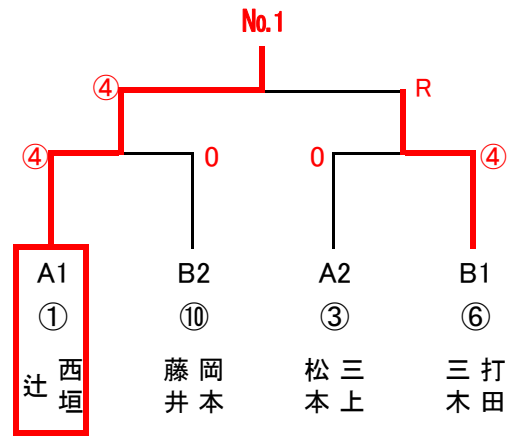 No.1
④ R
④ 0 0 ④
A1 B2 A2 B1
① ⑩ ③ ⑥
西垣 辻 岡本 藤井 三上 松本 打田 三木